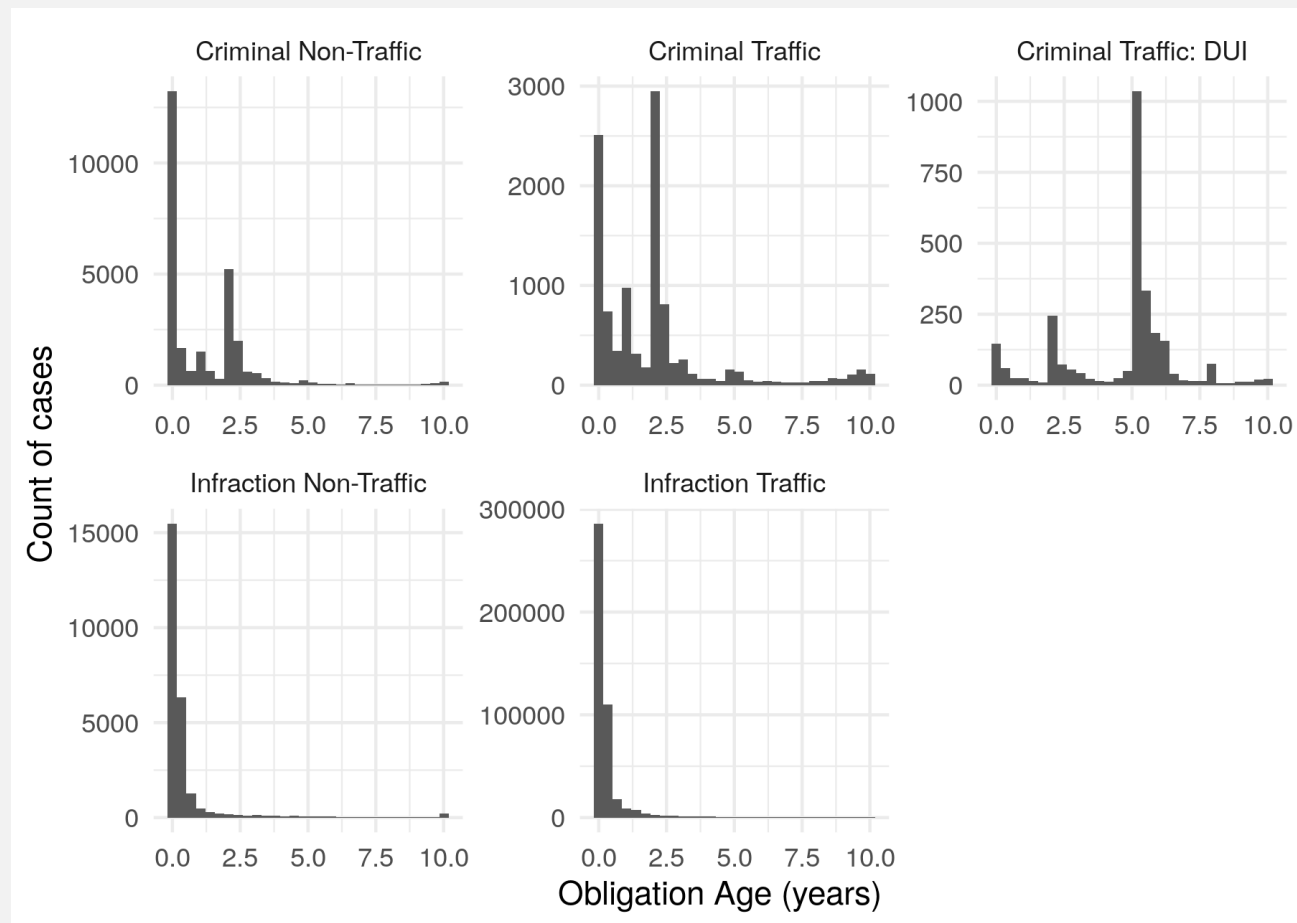 Criminal Non-Traffic
Criminal Traffic
Criminal Traffic: DUI
10000
5000
0
3000
2000
1000
0
1000
750
500
250
0
0.0 2.5 5.0 7.5 10.0
0.0 2.5 5.0 7.5 10.0
0.0 2.5 5.0 7.5 10.0
Count of cases
Infraction Non-Traffic
Infraction Traffic
15000
10000
5000
0
300000
200000
100000
0
0.0 2.5 5.0 7.5 10.0
0.0 2.5 5.0 7.5 10.0
Obligation Age (years)